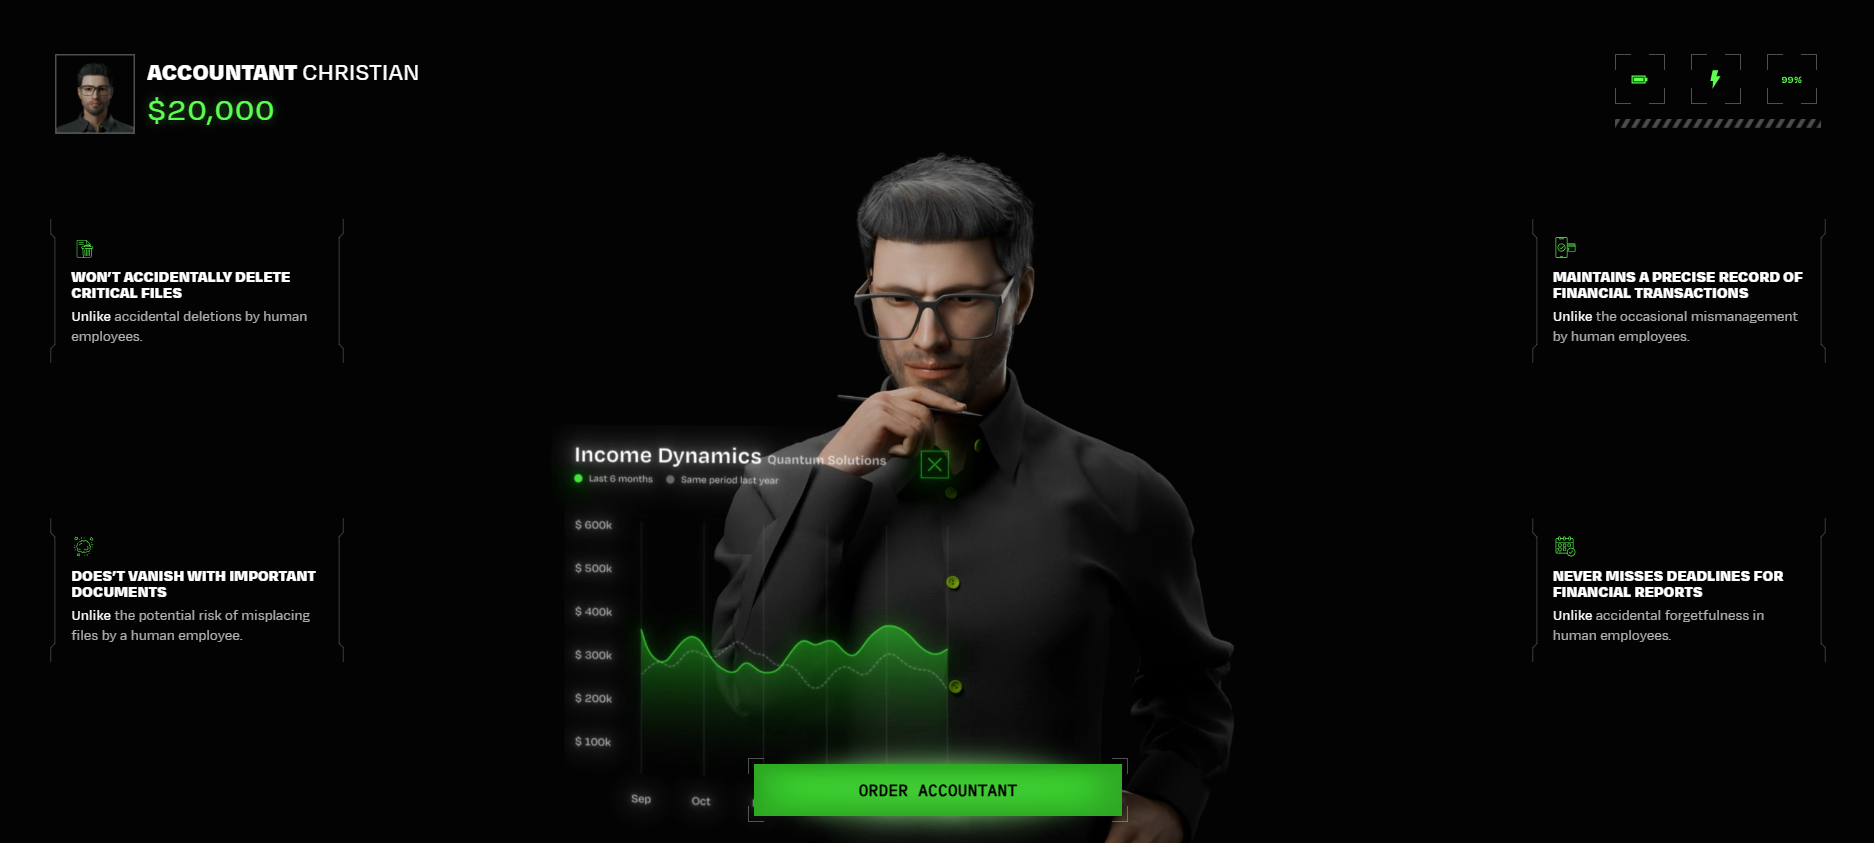 ACCOUNTANT CHRISTIAN
$20,000
99%
WON'T ACCIDENTALLY DELETE
CRITICAL FILES
Unlike accidental deletions by human
employees.
MAINTAINS A PRECISE RECORD OF
FINANCIAL TRANSACTIONS
Unlike the occasional mismanagement
by human employees.
Income Dynamics Quantum Solutions
Last 6 months
Same period last year
$ 600k
$ 500k
$ 400k
$ 300k
$ 200k
$ 100k
Sep
Oct
DOES'T VANISH WITH IMPORTANT
DOCUMENTS
Unlike the potential risk of misplacing
files by a human employee.
NEVER MISSES DEADLINES FOR
FINANCIAL REPORTS
Unlike accidental forgetfulness in
human employees.
ORDER ACCOUNTANT